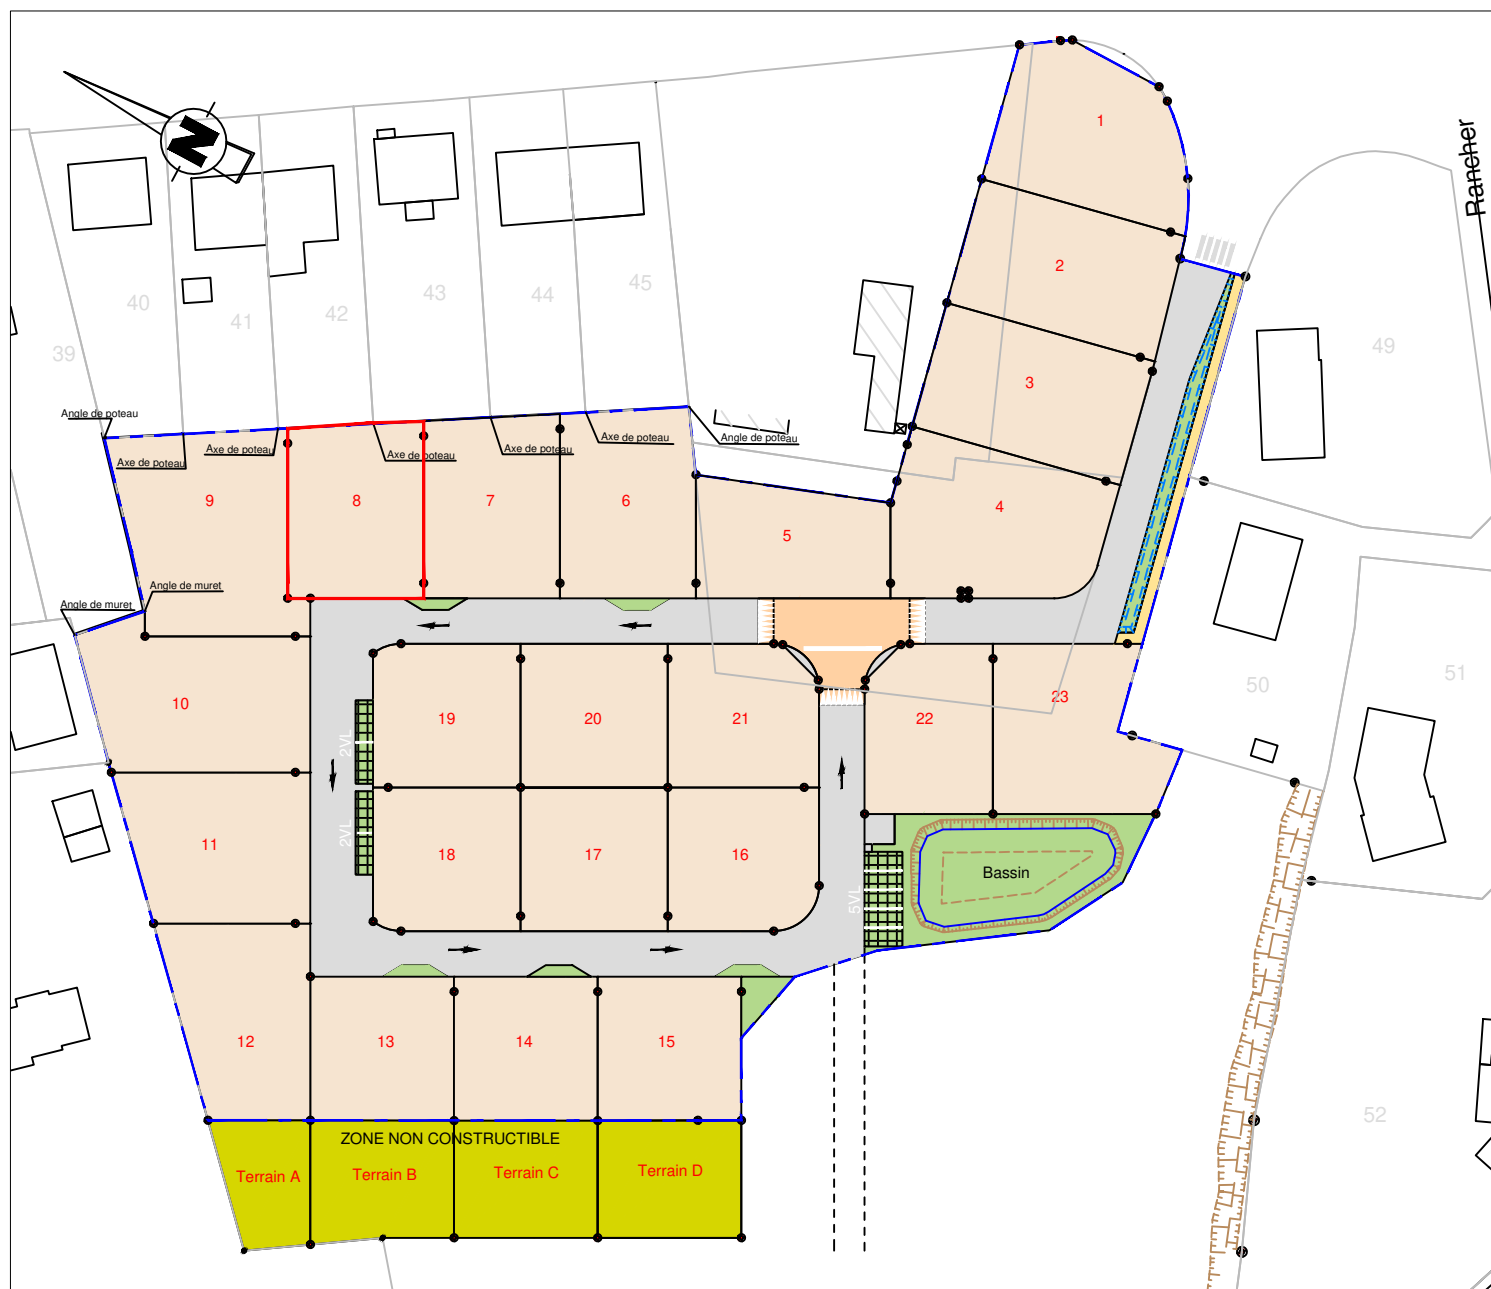 1
Rancher
N
2
40
41
42
43
44
45
39
49
3
Angle de poteau
Axe de poteau
Axe de poteau
Axe de poteau
Axe de poteau
Axe de poteau
Angle de poteau
9
8
7
6
5
4
Angle de muret
Angle de muret
10
19
20
21
22
23
50
51
2VL
2VL
11
18
17
16
5VL
Bassin
12
13
14
15
52
ZONE NON CONSTRUCTIBLE
Terrain A
Terrain B
Terrain C
Terrain D